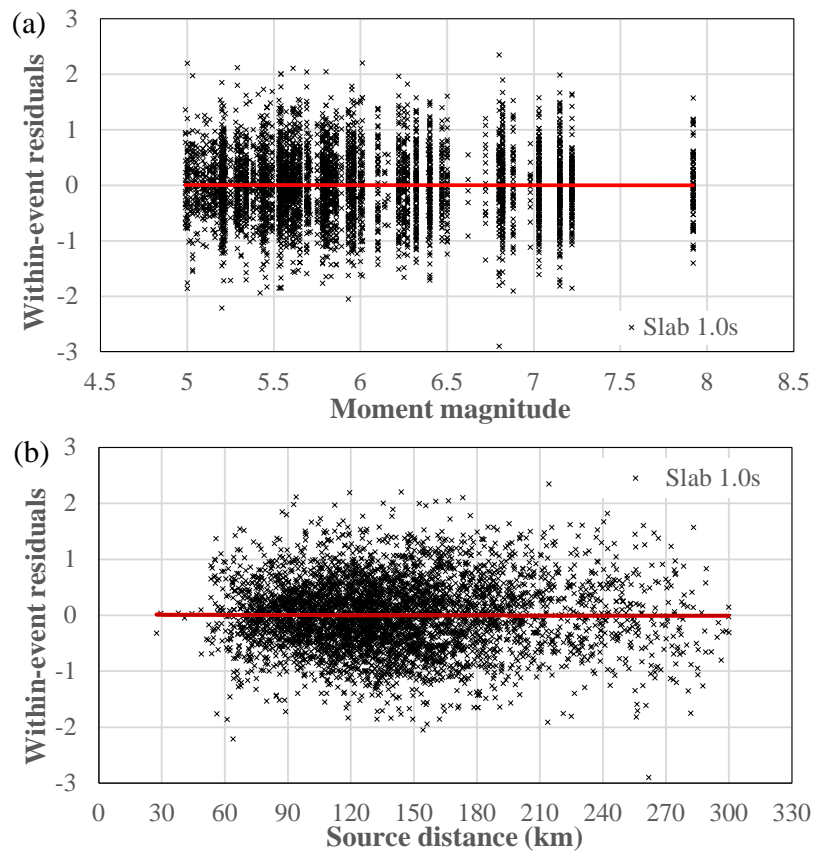 (a)
3
2
1
0
-1
-2
-3
Within-event residuals
Slab 1.0s
4.5 5 5.5 6 6.5 7 7.5 8 8.5
Moment magnitude
(b)
3
2
1
0
-1
-2
-3
Within-event residuals
Slab 1.0s
0 30 60 90 120 150 180 210 240 270 300 330
Source distance (km)